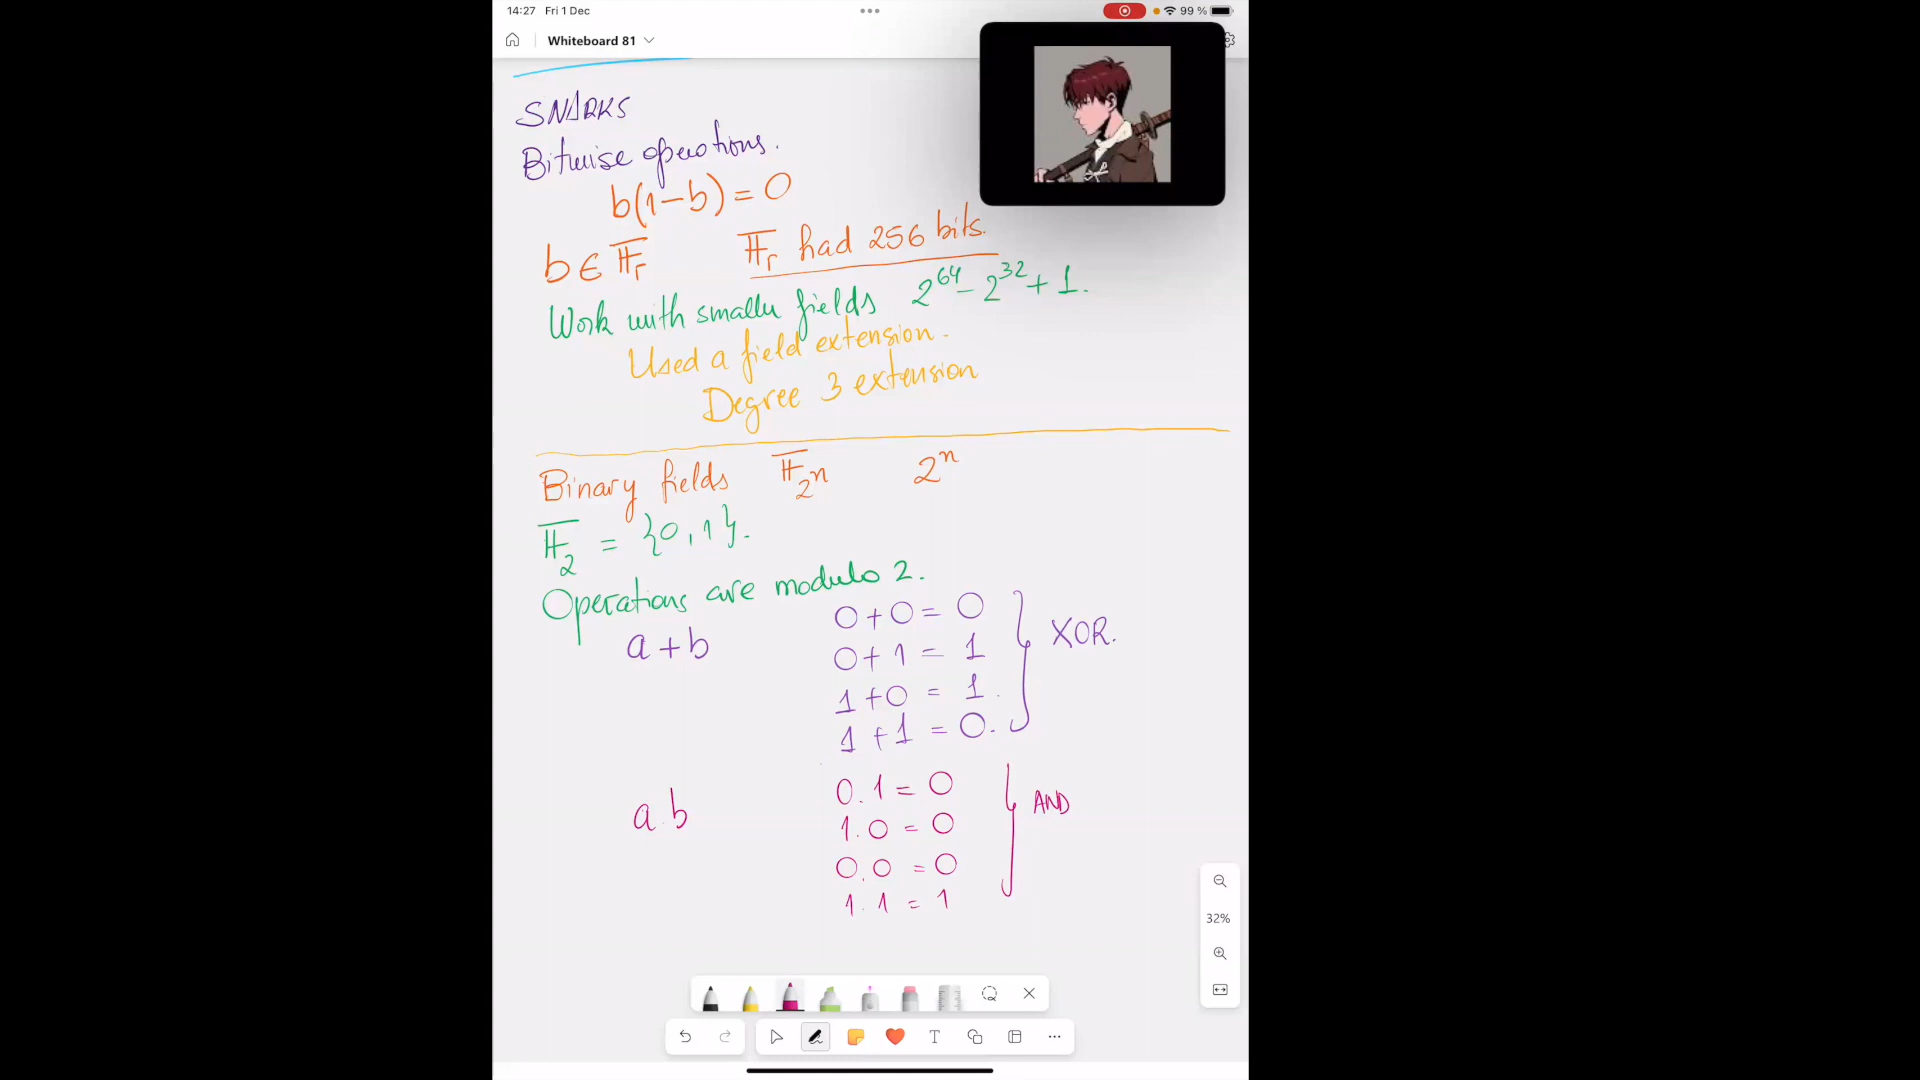 14:27 Fri 1 Dec
99 %
Whiteboard 81
SNARKS
Bitwise operations.
b(1-b) = 0
b ∈ 𝔽r 𝔽r had 256 bits.
Work with smaller fields 2^64 - 2^32 + 1.
Used a field extension.
Degree 3 extension
Binary fields 𝔽2^n 2^n
𝔽2 = {0,1}.
Operations are modulo 2.
a + b
0 + 0 = 0
0 + 1 = 1
1 + 0 = 1.
1 + 1 = 0.
XOR.
a.b
0.1 = 0
1.0 = 0
0.0 = 0
1.1 = 1
AND
32%